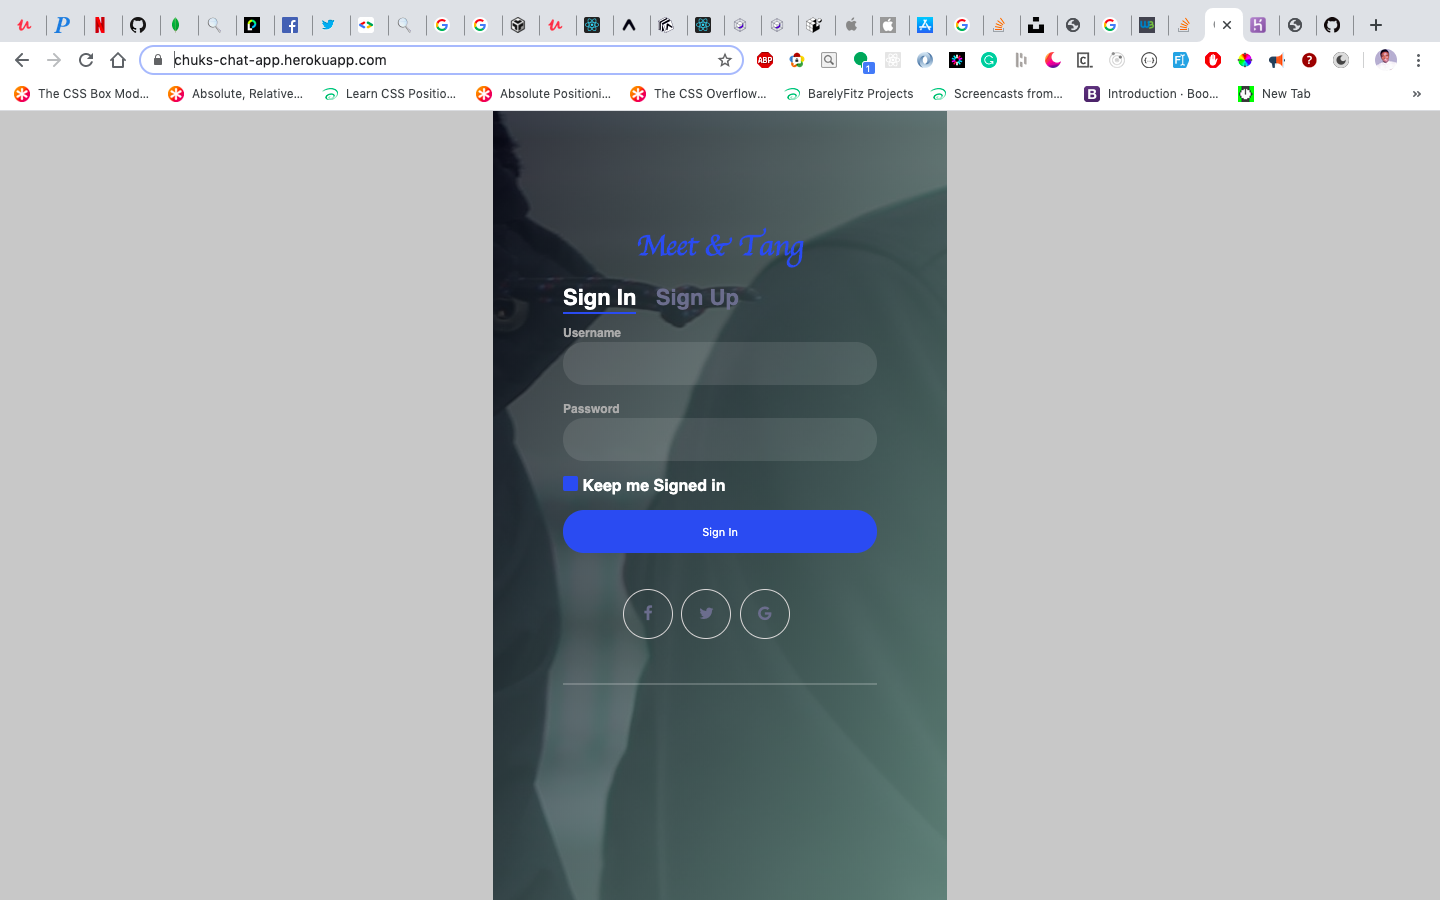 chuks-chat-app.herokuapp.com
ABP
1
The CSS Box Mod...
Absolute, Relative...
Learn CSS Positio...
Absolute Positioni...
The CSS Overflow...
BarelyFitz Projects
Screencasts from...
B
Introduction · Boo...
New Tab
Meet & Tang
Sign In Sign Up
Username
Password
Keep me Signed in
Sign In